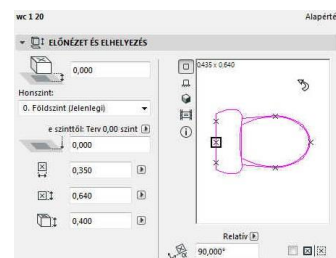 wc 1 20
Alapérté
ELŐNÉZET ÉS ELHELYEZÉS
0,000
Honszint:
0. Földszint (Jelenlegi)
e szinttől: Terv 0,00 szint
0,000
0,350
0,640
0,400
0,435 x 0,640
Relatív
90,000°